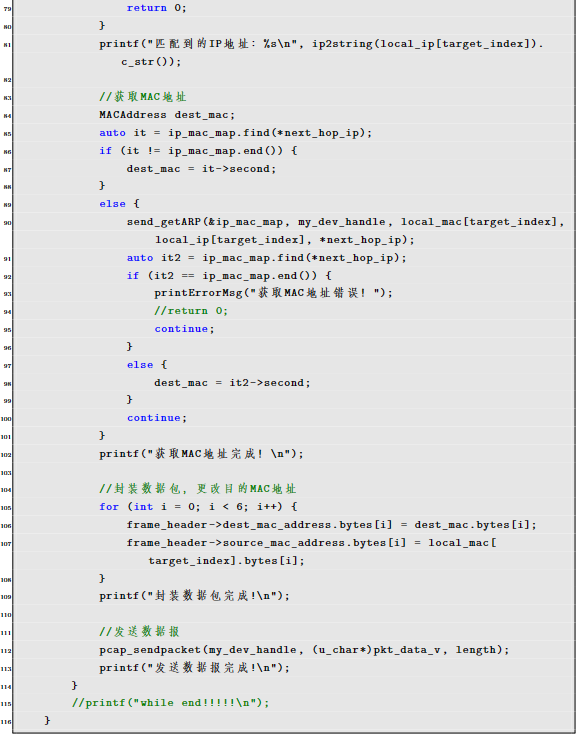 79 return 0;
80 }
81 printf("匹配到的IP地址: %s\n", ip2string(local_ip[target_index]).
c_str());
82
83 //获取MAC地址
84 MACAddress dest_mac;
85 auto it = ip_mac_map.find(*next_hop_ip);
86 if (it != ip_mac_map.end()) {
87 dest_mac = it->second;
88 }
89 else {
90 send_getARP(&ip_mac_map, my_dev_handle, local_mac[target_index],
local_ip[target_index], *next_hop_ip);
91 auto it2 = ip_mac_map.find(*next_hop_ip);
92 if (it2 == ip_mac_map.end()) {
93 printErrorMsg("获取MAC地址错误! ");
94 //return 0;
95 continue;
96 }
97 else {
98 dest_mac = it2->second;
99 }
100 continue;
101 }
102 printf("获取MAC地址完成! \n");
103
104 //封装数据包, 更改目的MAC地址
105 for (int i = 0; i < 6; i++) {
106 frame_header->dest_mac_address.bytes[i] = dest_mac.bytes[i];
107 frame_header->source_mac_address.bytes[i] = local_mac[
target_index].bytes[i];
108 }
109 printf("封装数据包完成!\n");
110
111 //发送数据报
112 pcap_sendpacket(my_dev_handle, (u_char*)pkt_data_v, length);
113 printf("发送数据报完成!\n");
114 }
115 //printf("while end!!!!!\n");
116 }